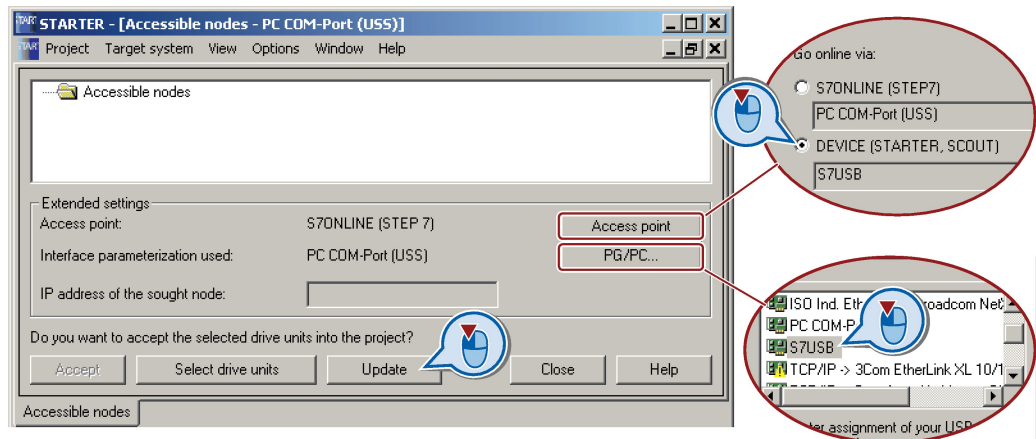 STARTER - [Accessible nodes - PC COM-Port (USS)]
Project Target system View Options Window Help
Accessible nodes
Extended settings
Access point: S7ONLINE (STEP 7) Access point
Interface parameterization used: PC COM-Port (USS) PG/PC...
IP address of the sought node:
Do you want to accept the selected drive units into the project?
Accept Select drive units Update Close Help
Accessible nodes
Go online via:
S7ONLINE (STEP7)
PC COM-Port (USS)
DEVICE (STARTER, SCOUT)
S7USB
ISO Ind.
PC COM-P
S7USB
TCP/IP -> 3Com EtherLink XL 10/1
assignment of your USB